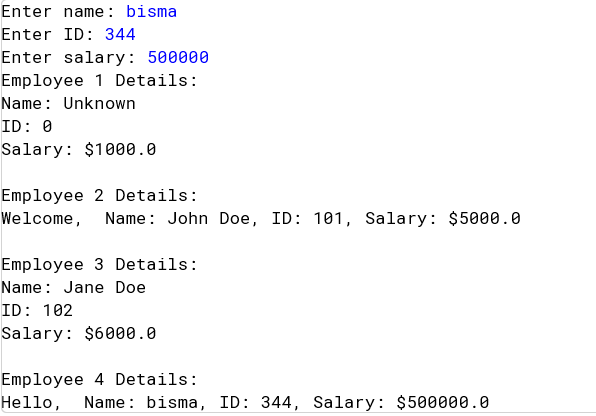 Enter name: bisma
Enter ID: 344
Enter salary: 500000
Employee 1 Details:
Name: Unknown
ID: 0
Salary: $1000.0

Employee 2 Details:
Welcome,  Name: John Doe, ID: 101, Salary: $5000.0

Employee 3 Details:
Name: Jane Doe
ID: 102
Salary: $6000.0

Employee 4 Details:
Hello,  Name: bisma, ID: 344, Salary: $500000.0